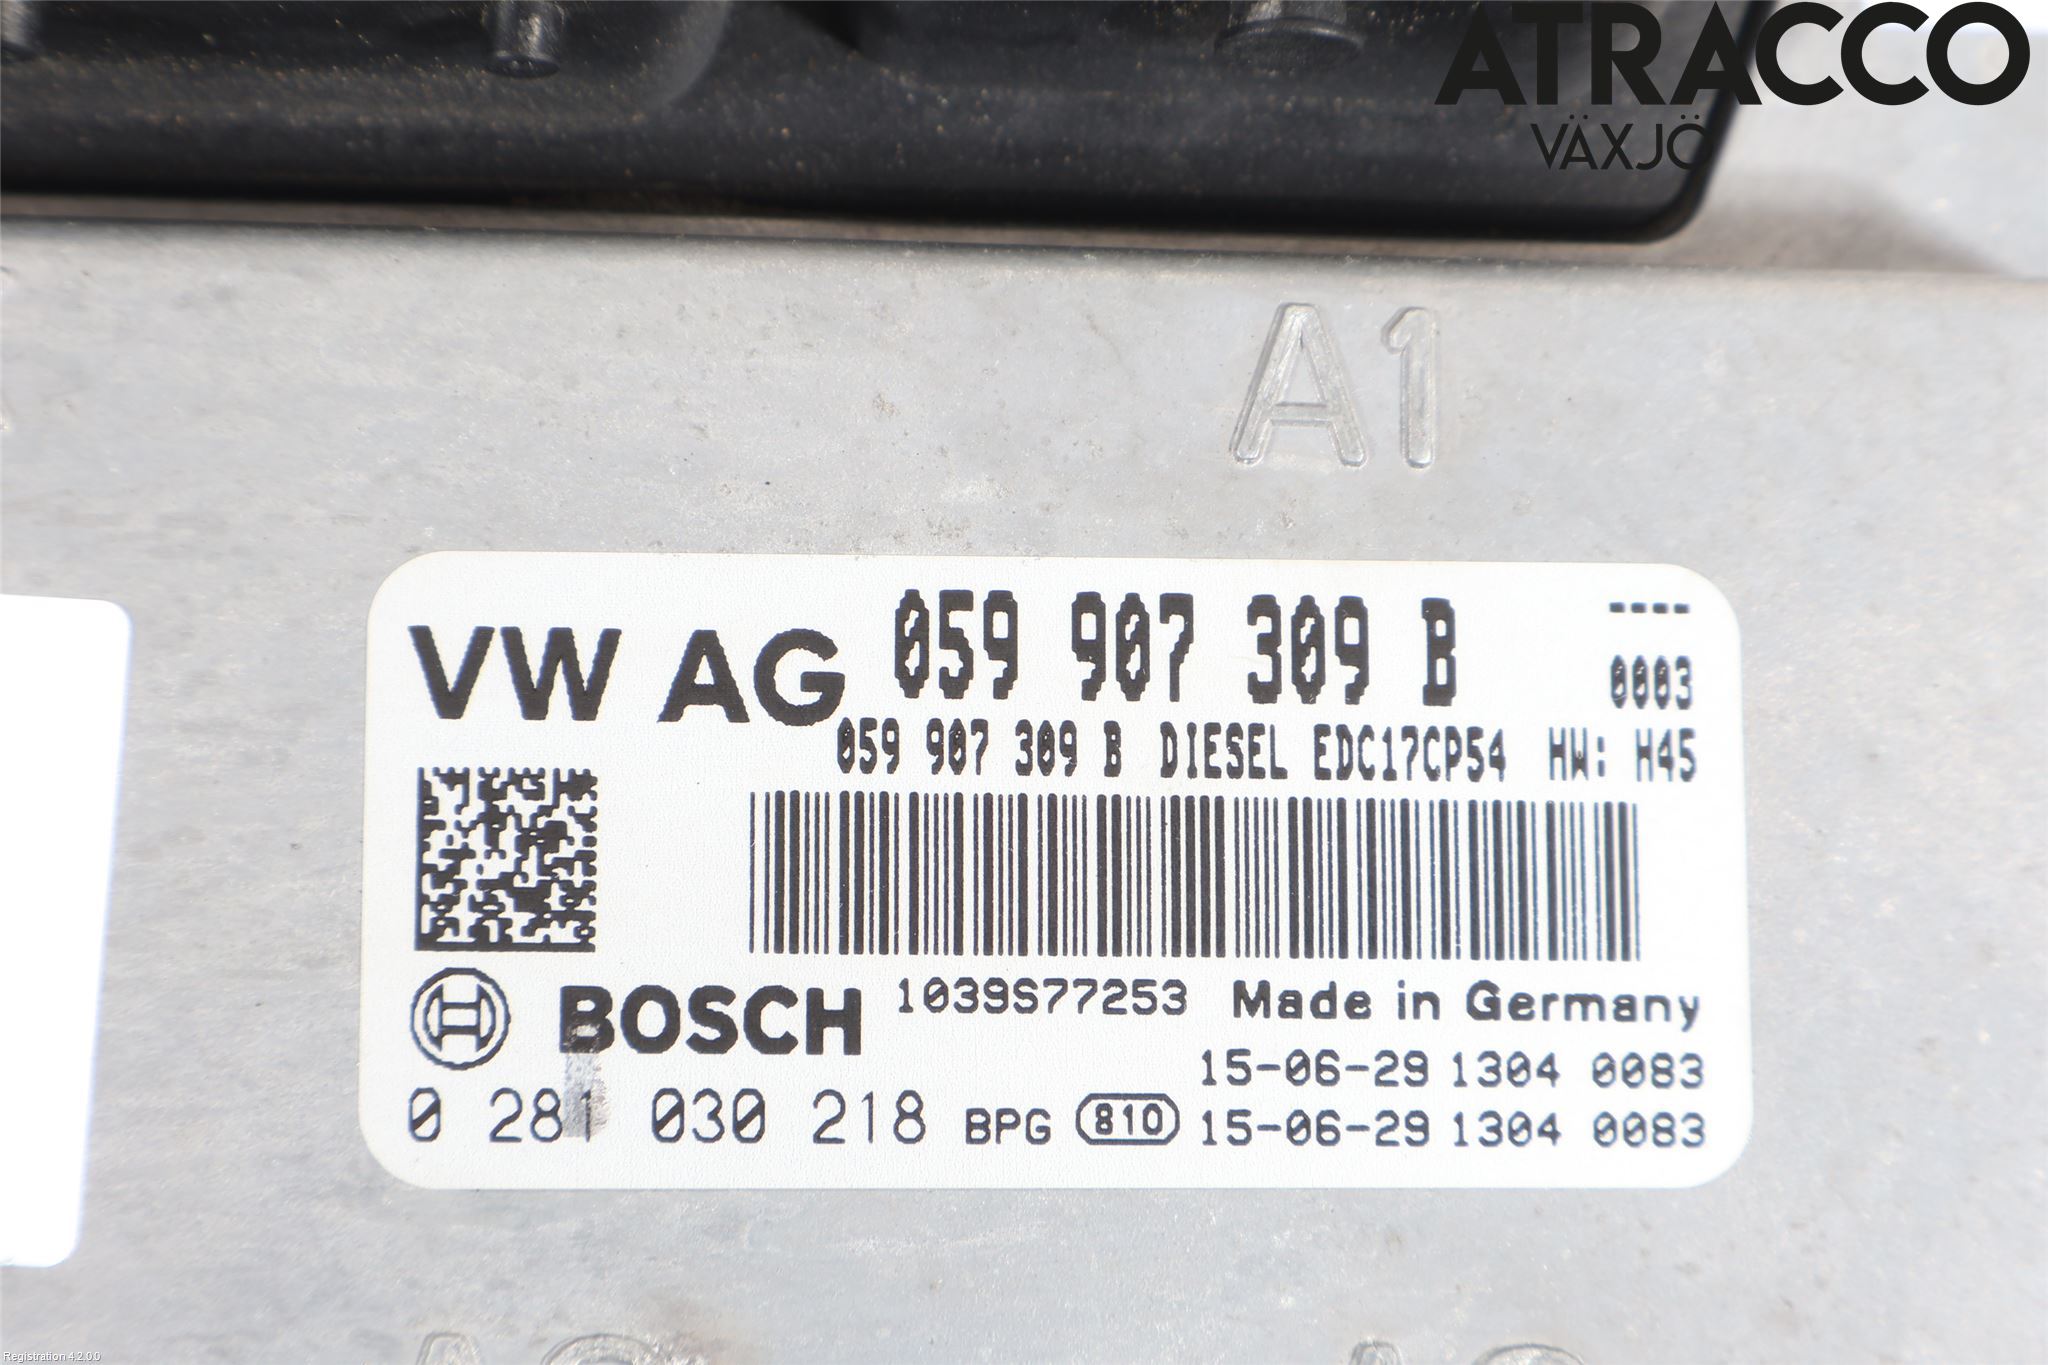 ATRACCO
VÄXJÖ
A1
VW AG 059 907 309 B ----
0003
059 907 309 B DIESEL EDC17CP54 HW: H45
BOSCH 1039S77253 Made in Germany
15-06-29 1304 0083
0 281 030 218 BPG 810 15-06-29 1304 0083
Registration 4.2.0.0